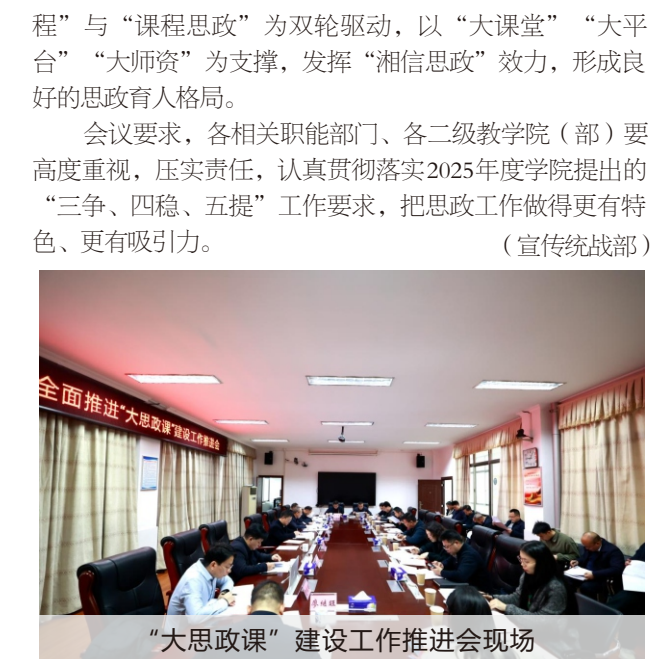 程”与“课程思政”为双轮驱动，以“大课堂”“大平
台”“大师资”为支撑，发挥“湘信思政”效力，形成良
好的思政育人格局。
会议要求，各相关职能部门、各二级教学院（部）要
高度重视，压实责任，认真贯彻落实2025年度学院提出的
“三争、四稳、五提”工作要求，把思政工作做得更有特
色、更有吸引力。
（宣传统战部）
全面推进“大思政课”建设工作推进会
“大思政课”建设工作推进会现场